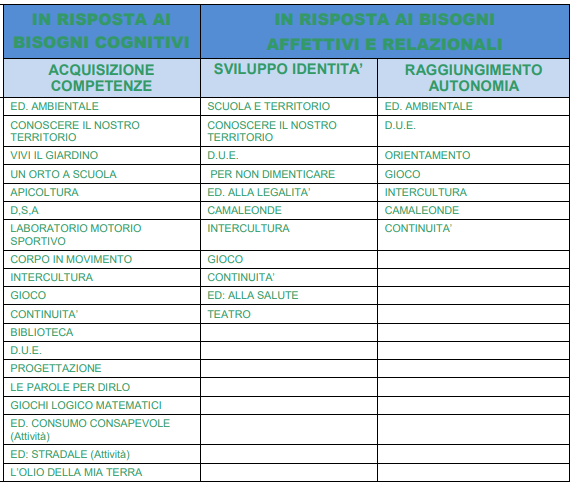 IN RISPOSTA AI
BISOGNI COGNITIVI
IN RISPOSTA AI BISOGNI
AFFETTIVI E RELAZIONALI
ACQUISIZIONE
COMPETENZE
SVILUPPO IDENTITA'
RAGGIUNGIMENTO
AUTONOMIA
ED. AMBIENTALE
SCUOLA E TERRITORIO
ED. AMBIENTALE
CONOSCERE IL NOSTRO
TERRITORIO
CONOSCERE IL NOSTRO
TERRITORIO
D.U.E.
VIVI IL GIARDINO
D.U.E.
ORIENTAMENTO
UN ORTO A SCUOLA
PER NON DIMENTICARE
GIOCO
APICOLTURA
ED. ALLA LEGALITA'
INTERCULTURA
D,S,A
CAMALEONDE
CAMALEONDE
LABORATORIO MOTORIO
SPORTIVO
INTERCULTURA
CONTINUITA'
CORPO IN MOVIMENTO
GIOCO
INTERCULTURA
CONTINUITA'
GIOCO
ED: ALLA SALUTE
CONTINUITA'
TEATRO
BIBLIOTECA
D.U.E.
PROGETTAZIONE
LE PAROLE PER DIRLO
GIOCHI LOGICO MATEMATICI
ED. CONSUMO CONSAPEVOLE
(Attività)
ED: STRADALE (Attività)
L'OLIO DELLA MIA TERRA